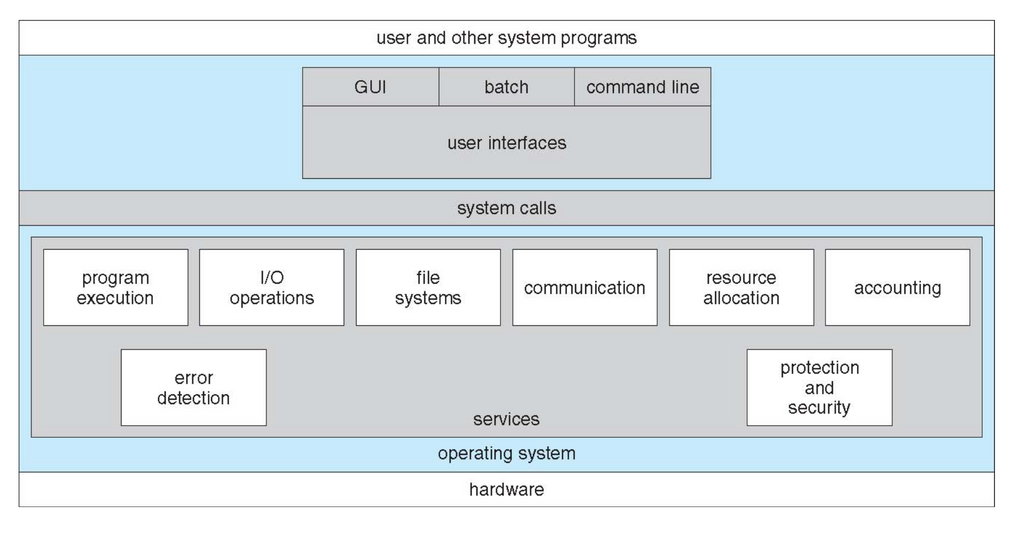 user and other system programs
GUI
batch
command line
user interfaces
system calls
program
execution
I/O
operations
file
systems
communication
resource
allocation
accounting
error
detection
protection
and
security
services
operating system
hardware